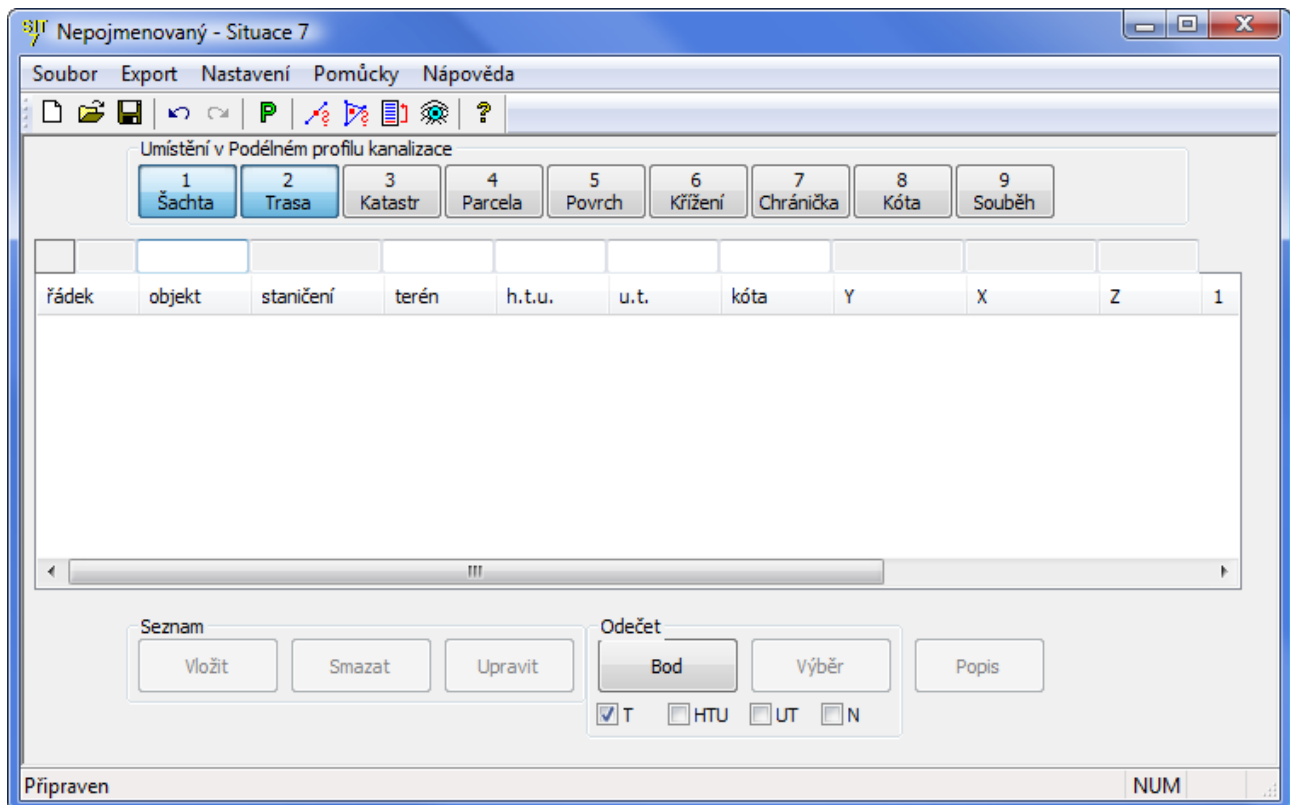 SIT 7 Nepojmenovaný - Situace 7
Soubor Export Nastavení Pomůcky Nápověda
P ? ? ?
Umístění v Podélném profilu kanalizace
1 2 3 4 5 6 7 8 9
Šachta Trasa Katastr Parcela Povrch Křížení Chránička Kóta Souběh
řádek objekt staničení terén h.t.u. u.t. kóta Y X Z 1
Seznam Odečet
Vložit Smazat Upravit Bod Výběr Popis
T HTU UT N
Připraven NUM